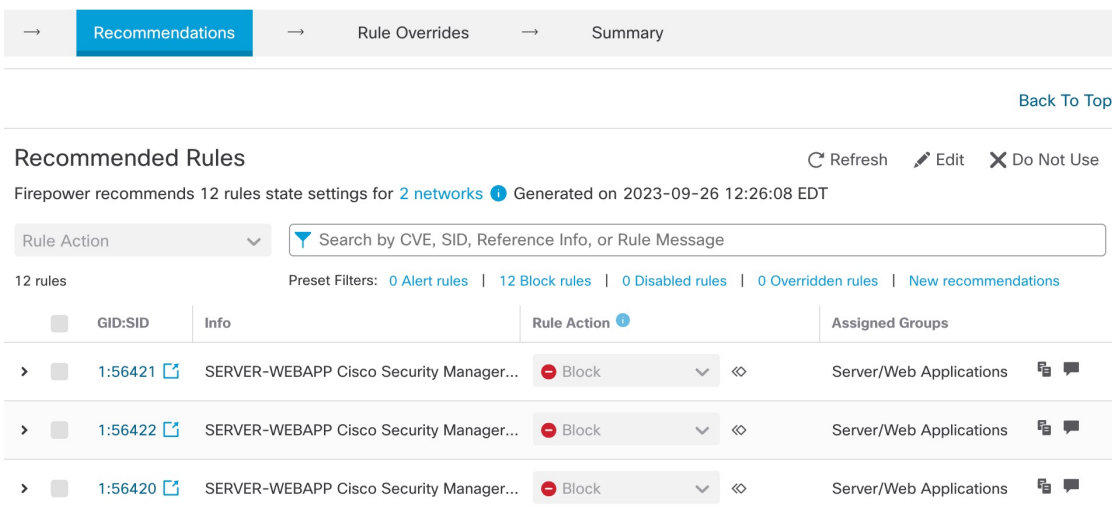 → Recommendations → Rule Overrides → Summary
Back To Top
Recommended Rules Refresh Edit Do Not Use
Firepower recommends 12 rules state settings for 2 networks Generated on 2023-09-26 12:26:08 EDT
Rule Action Search by CVE, SID, Reference Info, or Rule Message
12 rules Preset Filters: 0 Alert rules | 12 Block rules | 0 Disabled rules | 0 Overridden rules | New recommendations
GID:SID Info Rule Action Assigned Groups
1:56421 SERVER-WEBAPP Cisco Security Manager... Block Server/Web Applications
1:56422 SERVER-WEBAPP Cisco Security Manager... Block Server/Web Applications
1:56420 SERVER-WEBAPP Cisco Security Manager... Block Server/Web Applications